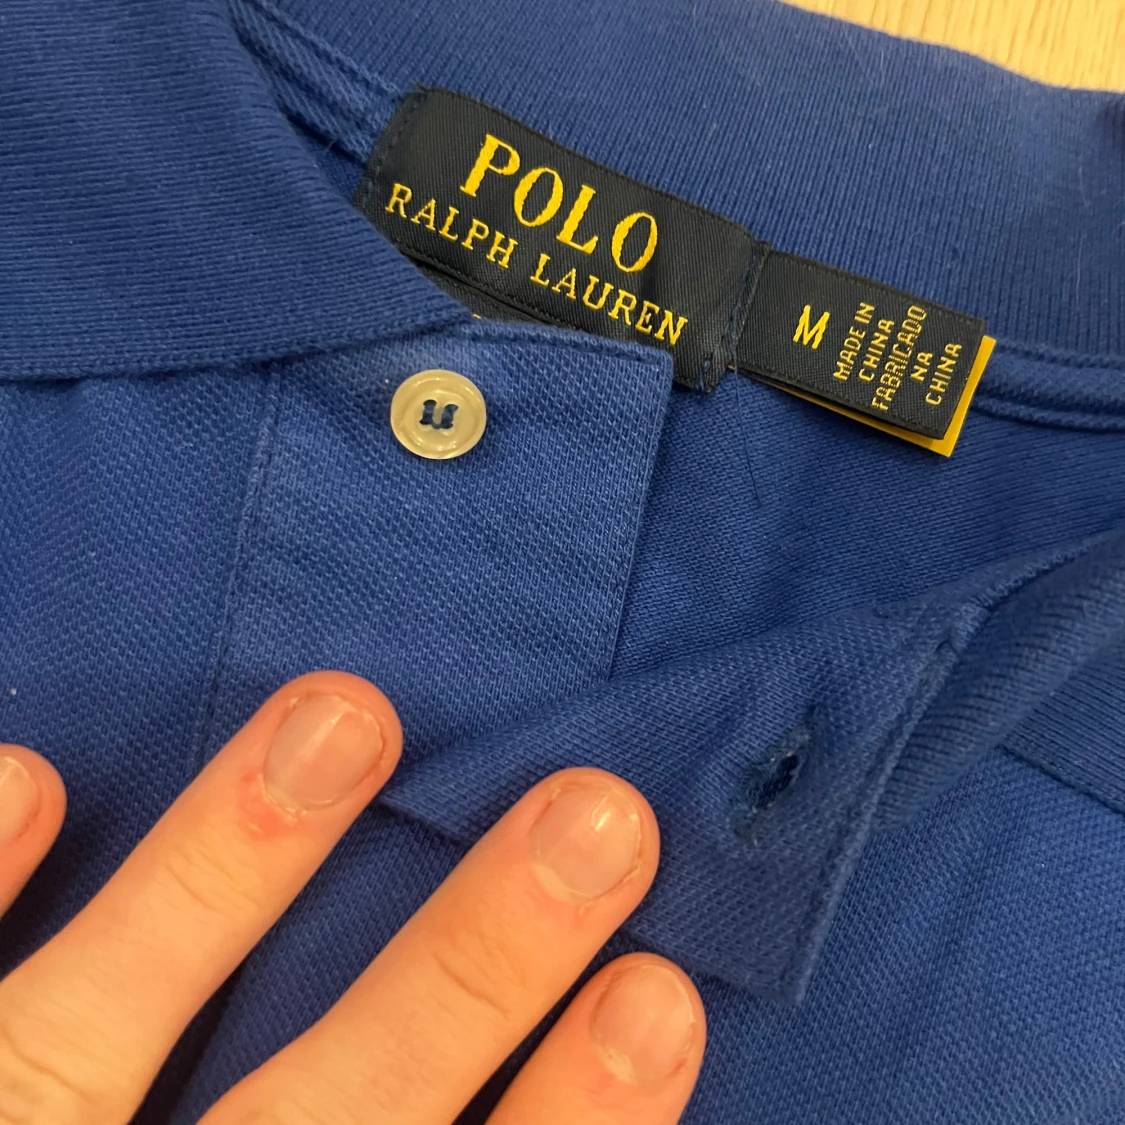 POLO
RALPH LAUREN
M
MADE IN
CHINA
FABRICADO
NA
CHINA